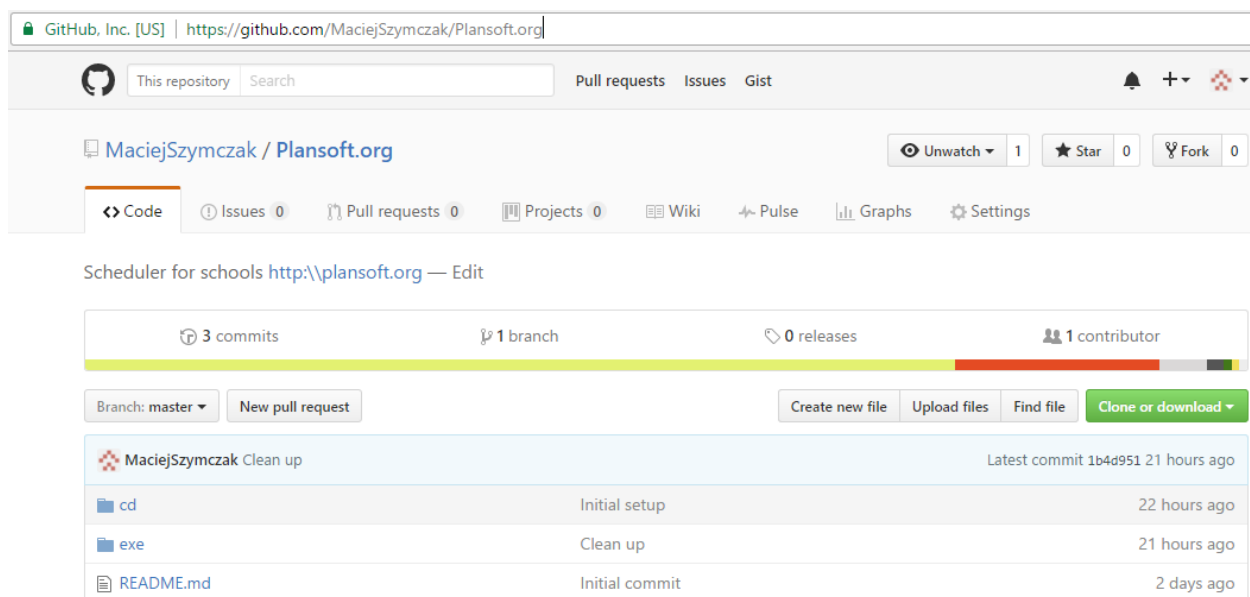 GitHub, Inc. [US] | https://github.com/MaciejSzymczak/Plansoft.org
This repository Search Pull requests Issues Gist
MaciejSzymczak / Plansoft.org Unwatch 1 Star 0 Fork 0
Code Issues 0 Pull requests 0 Projects 0 Wiki Pulse Graphs Settings
Scheduler for schools http:\\plansoft.org — Edit
3 commits 1 branch 0 releases 1 contributor
Branch: master New pull request Create new file Upload files Find file Clone or download
MaciejSzymczak Clean up Latest commit 1b4d951 21 hours ago
cd Initial setup 22 hours ago
exe Clean up 21 hours ago
README.md Initial commit 2 days ago